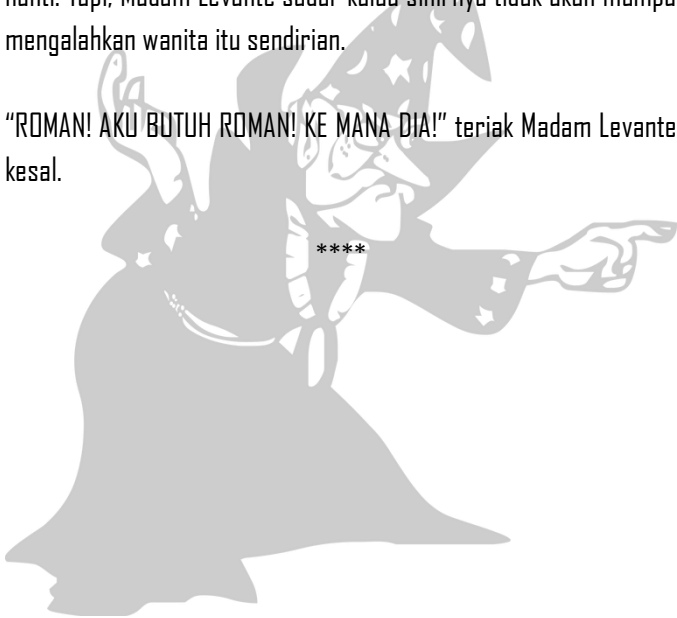 nanti. Tapi, Madam Levante sadar kalau sihirnya tidak akan mampu
mengalahkan wanita itu sendirian.
“ROMAN! AKU BUTUH ROMAN! KE MANA DIA!” teriak Madam Levante
kesal.
****